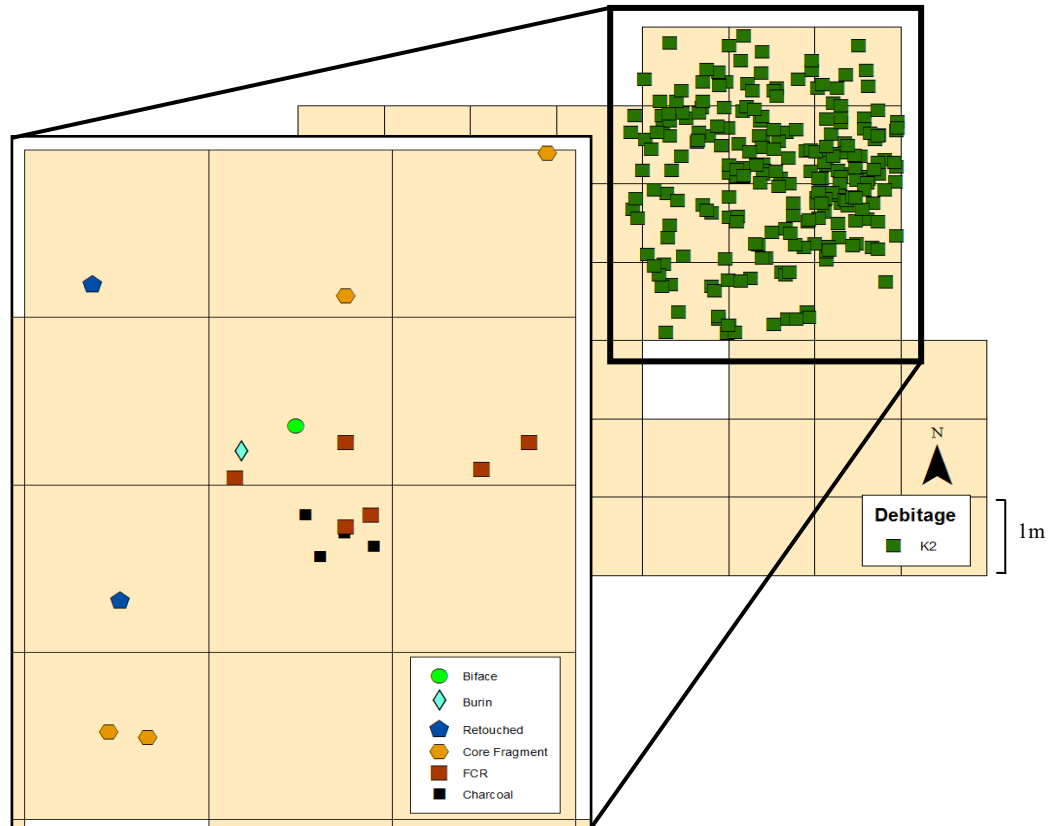 N
Debitage
K2
1m
Biface
Burin
Retouched
Core Fragment
FCR
Charcoal